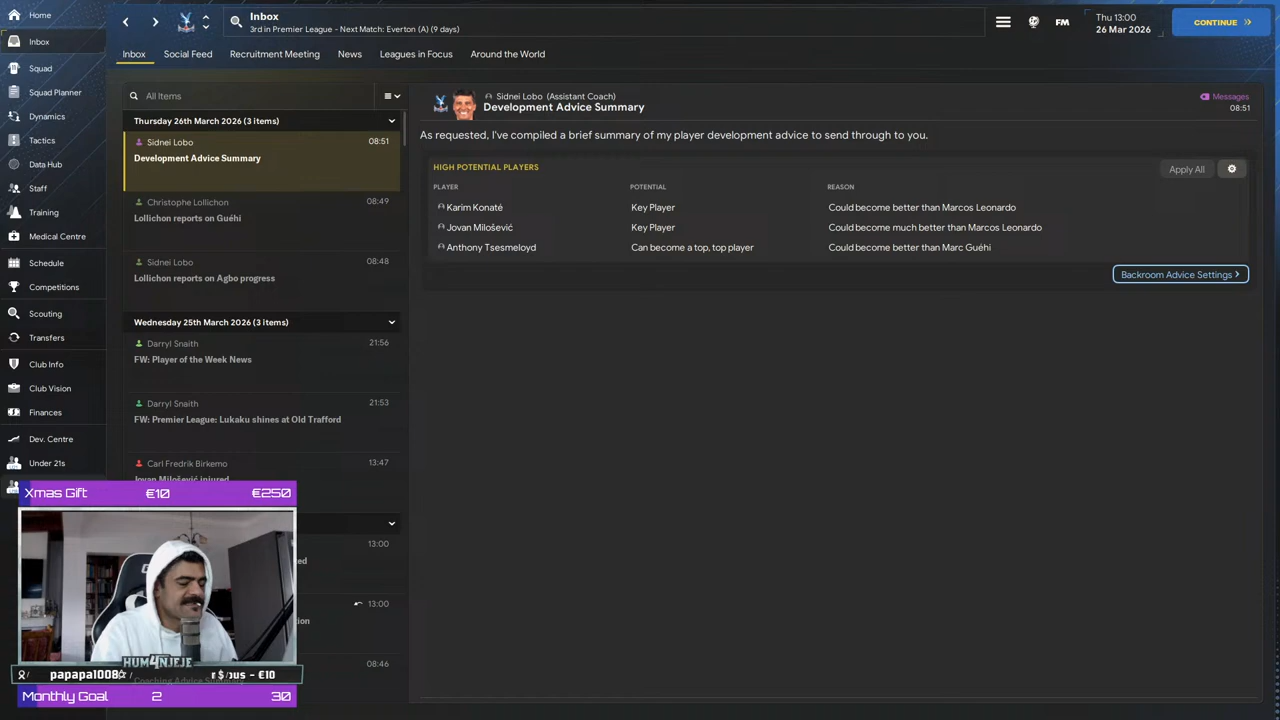 Home
Inbox
Squad
Squad Planner
Dynamics
Tactics
Data Hub
Staff
Training
Medical Centre
Schedule
Competitions
Scouting
Transfers
Club Info
Club Vision
Finances
Dev. Centre
Under 21s
Inbox
3rd in Premier League - Next Match: Everton (A) (9 days)
FM
Thu 13:00
26 Mar 2026
CONTINUE
Inbox
Social Feed
Recruitment Meeting
News
Leagues in Focus
Around the World
All Items
Thursday 26th March 2026 (3 items)
Sidnei Lobo 08:51
Development Advice Summary
Christophe Lollichon 08:49
Lollichon reports on Guéhi
Sidnei Lobo 08:48
Lollichon reports on Agbo progress
Wednesday 25th March 2026 (3 items)
Darryl Snaith 21:56
FW: Player of the Week News
Darryl Snaith 21:53
FW: Premier League: Lukaku shines at Old Trafford
Carl Fredrik Birkemo 13:47
Jovan Milošević injured
13:00
13:00
08:46
Coaching Advice Summary
Sidnei Lobo (Assistant Coach)
Development Advice Summary
Messages
08:51
As requested, I've compiled a brief summary of my player development advice to send through to you.
HIGH POTENTIAL PLAYERS
Apply All
PLAYER POTENTIAL REASON
Karim Konaté Key Player Could become better than Marcos Leonardo
Jovan Milošević Key Player Could become much better than Marcos Leonardo
Anthony Tsesmeloyd Can become a top, top player Could become better than Marc Guéhi
Backroom Advice Settings
Xmas Gift €10 €250
HUM4NJEJE
papapa1008
- €10
Monthly Goal 2 30